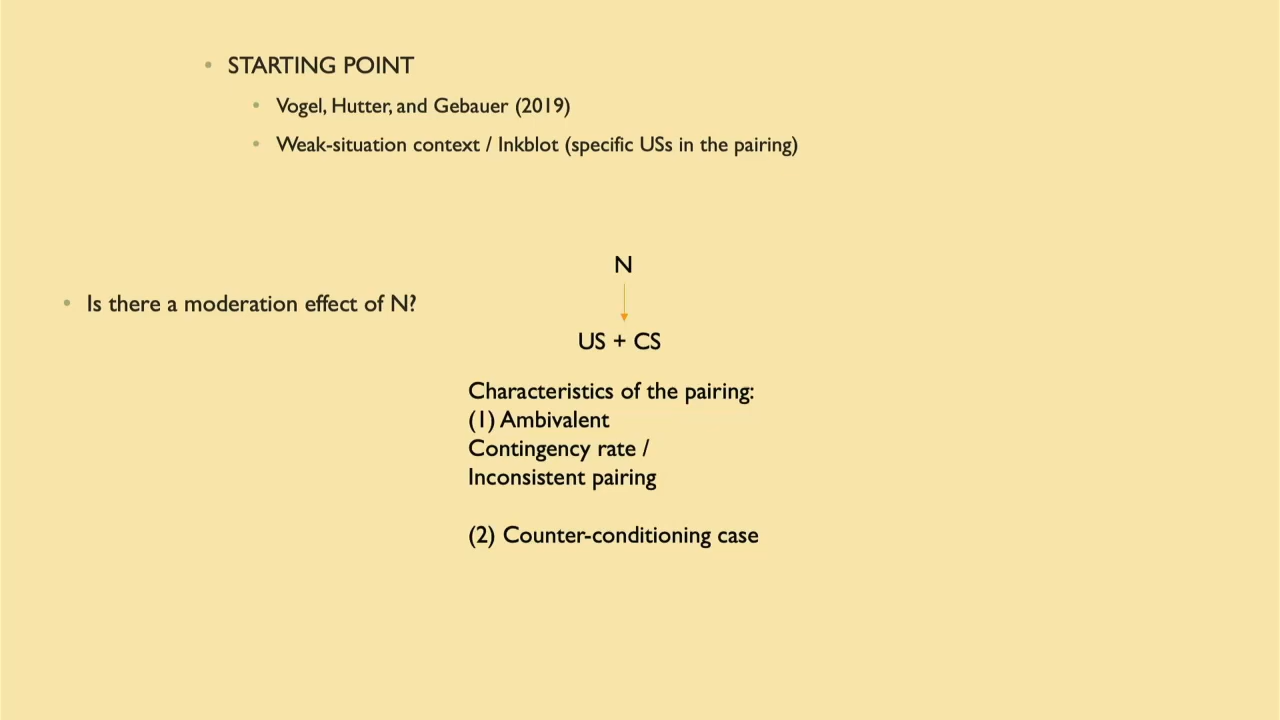 STARTING POINT
Vogel, Hutter, and Gebauer (2019)
Weak-situation context / Inkblot (specific USs in the pairing)
N
Is there a moderation effect of N?
US + CS
Characteristics of the pairing:
(1) Ambivalent
Contingency rate /
Inconsistent pairing
(2) Counter-conditioning case